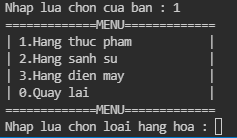 Nhap lua chon cua ban : 1
=============MENU=============
| 1.Hang thuc pham           |
| 2.Hang sanh su             |
| 3.Hang dien may            |
| 0.Quay lai                 |
=============MENU=============
Nhap lua chon loai hang hoa :